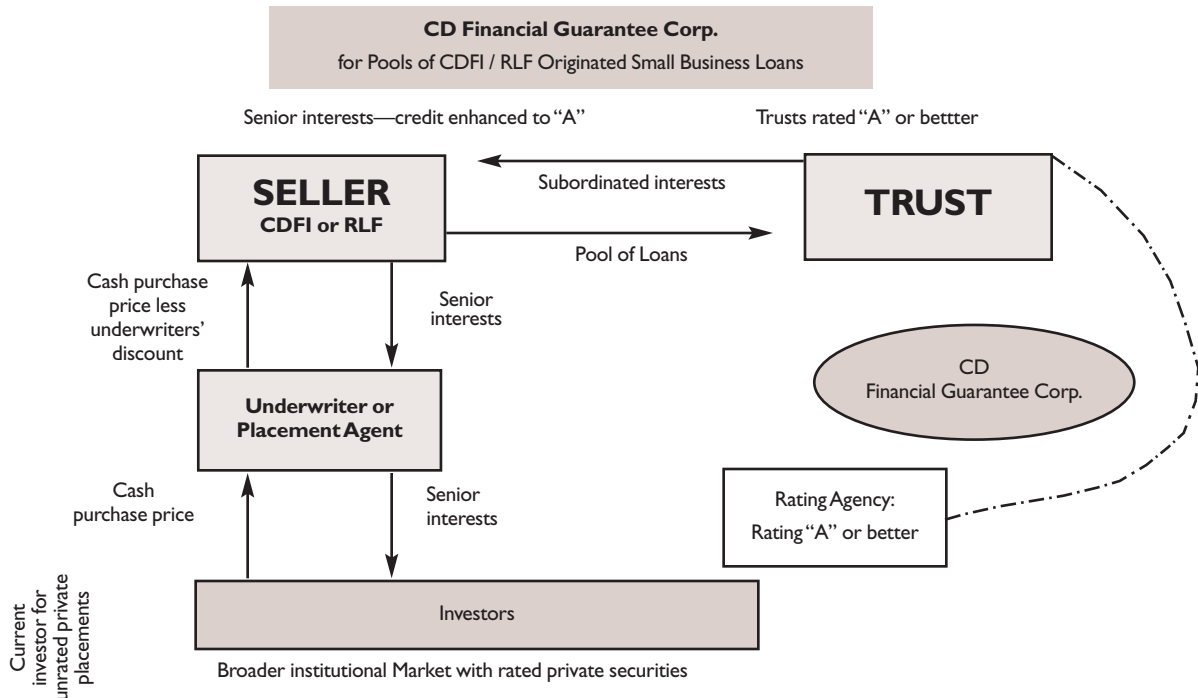 CD Financial Guarantee Corp.
for Pools of CDFI / RLF Originated Small Business Loans
Senior interests—credit enhanced to “A”
Trusts rated “A” or bettter
SELLER
CDFI or RLF
Subordinated interests
TRUST
Pool of Loans
Cash purchase
price less
underwriters’
discount
Senior
interests
CD
Financial Guarantee Corp.
Underwriter or
Placement Agent
Cash
purchase price
Senior
interests
Rating Agency:
Rating “A” or better
Current
investor for
unrated private
placements
Investors
Broader institutional Market with rated private securities